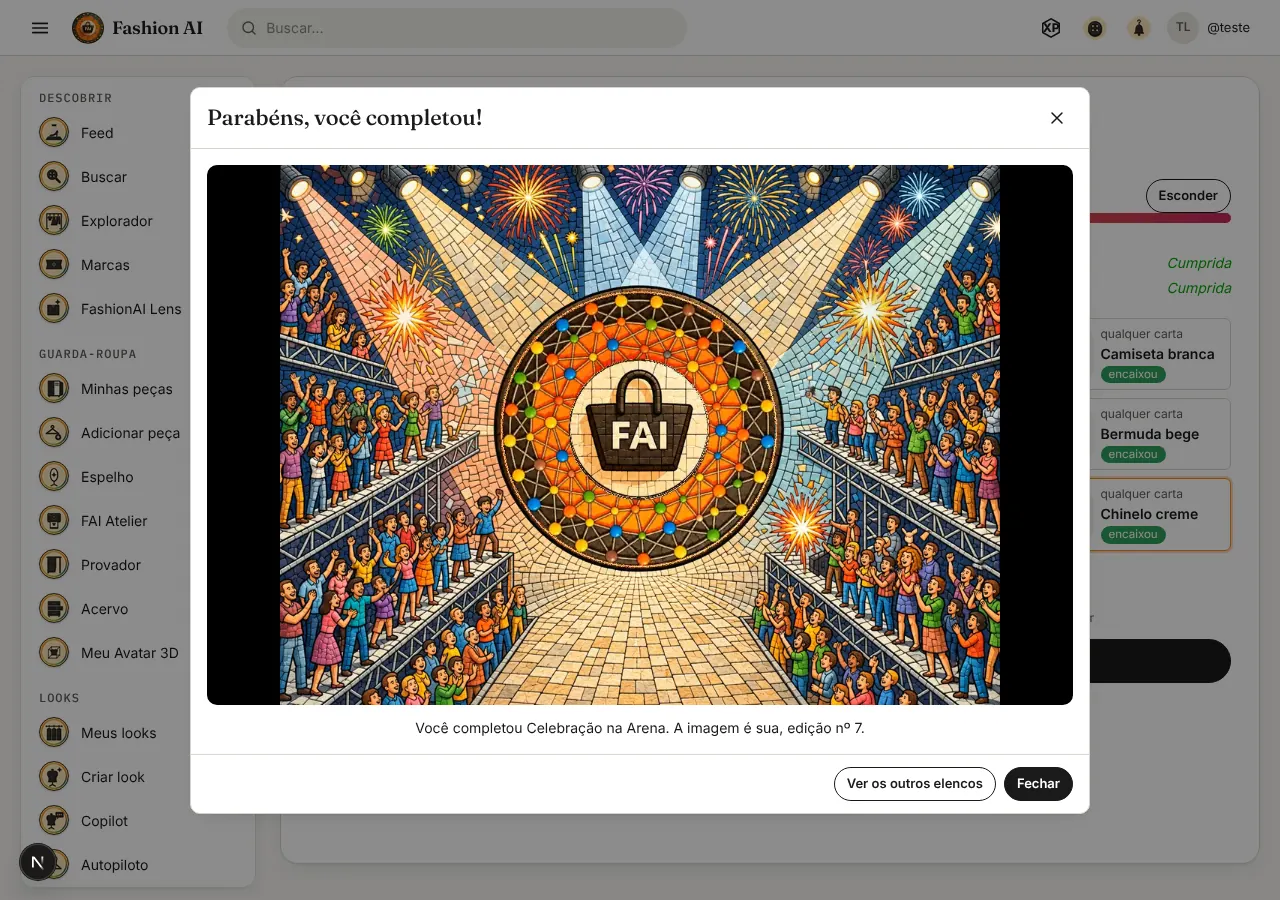 Fashion AI
Buscar...
XP
TL
@teste
DESCOBRIR
Feed
Buscar
Explorador
Marcas
FashionAI Lens
GUARDA-ROUPA
Minhas peças
Adicionar peça
Espelho
FAI Atelier
Provador
Acervo
Meu Avatar 3D
LOOKS
Meus looks
Criar look
Copilot
Autopiloto
N
Parabéns, você completou!
FAI
Você completou Celebração na Arena. A imagem é sua, edição nº 7.
Ver os outros elencos
Fechar
Esconder
Cumprida
Cumprida
qualquer carta
Camiseta branca
encaixou
qualquer carta
Bermuda bege
encaixou
qualquer carta
Chinelo creme
encaixou